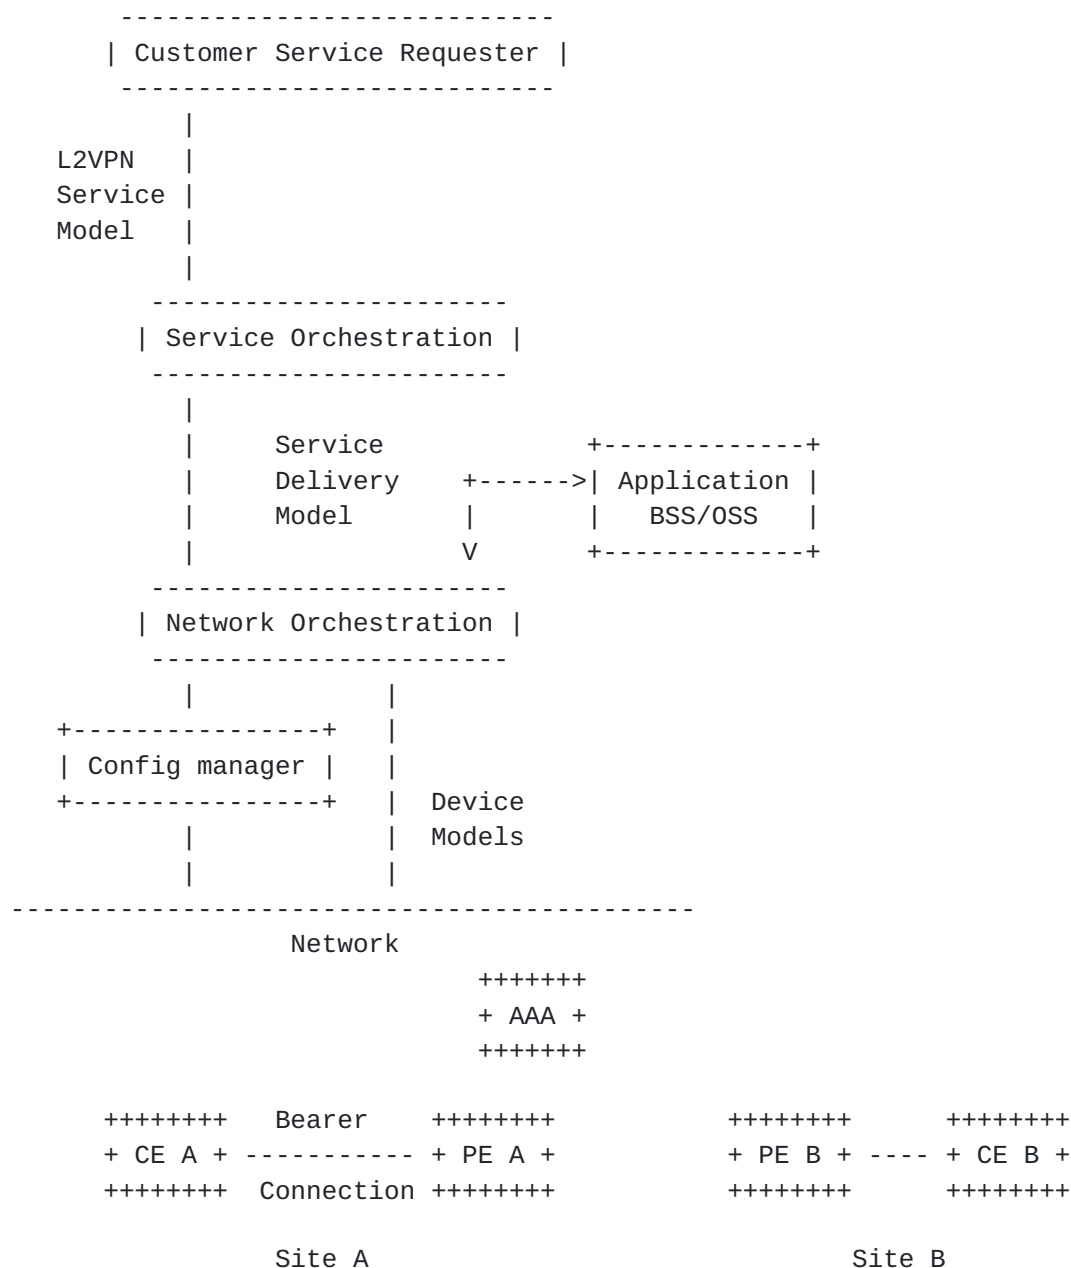 -----------------------------
| Customer Service Requester |
-----------------------------
|
L2VPN |
Service |
Model |
|
-----------------------
| Service Orchestration |
-----------------------
|
| Service +-------------+
| Delivery +------>| Application |
| Model | | BSS/OSS |
| V +-------------+
-----------------------
| Network Orchestration |
-----------------------
| |
+----------------+ |
| Config manager | |
+----------------+ | Device
| | Models
| |
--------------------------------------------
Network
+++++++
+ AAA +
+++++++
++++++++ Bearer ++++++++ ++++++++ ++++++++
+ CE A + ----------- + PE A + + PE B + ---- + CE B +
++++++++ Connection ++++++++ ++++++++ ++++++++
Site A Site B